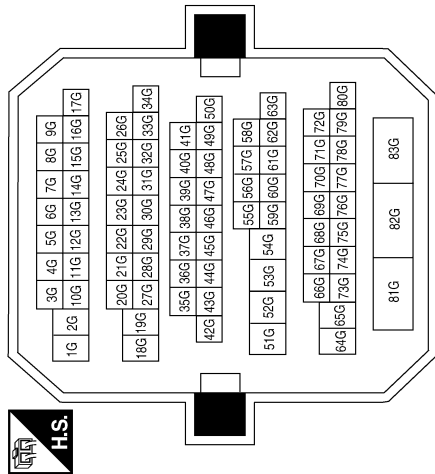 H.S.
1G 2G 3G 4G 5G 6G 7G 8G 9G
10G 11G 12G 13G 14G 15G 16G 17G
18G 19G 20G 21G 22G 23G 24G 25G 26G
27G 28G 29G 30G 31G 32G 33G 34G
35G 36G 37G 38G 39G 40G 41G
42G 43G 44G 45G 46G 47G 48G 49G 50G
51G 52G 53G 54G 55G 56G 57G 58G
59G 60G 61G 62G 63G
64G 65G 66G 67G 68G 69G 70G 71G 72G
73G 74G 75G 76G 77G 78G 79G 80G
81G 82G 83G